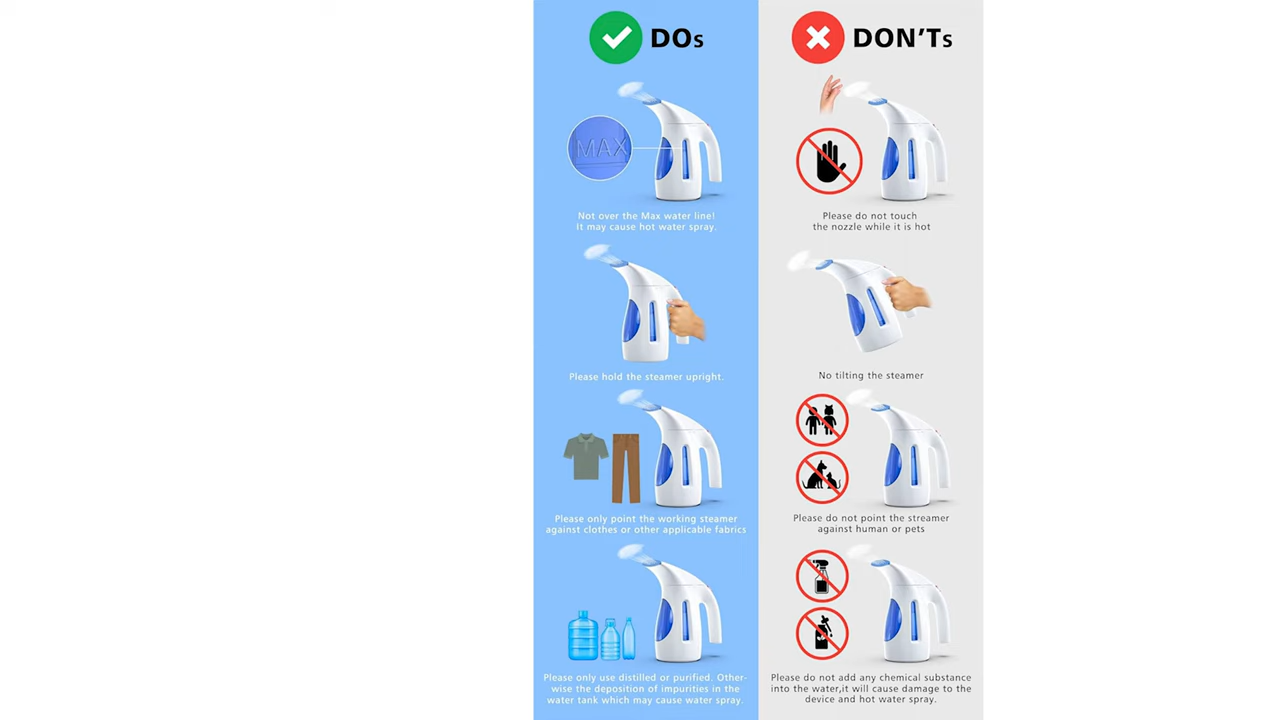 DOs
MAX
Not over the Max water line!
It may cause hot water spray.
Please hold the steamer upright.
Please only point the working steamer
against clothes or other applicable fabrics
Please only use distilled or purified. Other-
wise the deposition of impurities in the
water tank which may cause water spray.
DON'Ts
Please do not touch
the nozzle while it is hot
No tilting the steamer
Please do not point the streamer
against human or pets
Please do not add any chemical substance
into the water,it will cause damage to the
device and hot water spray.